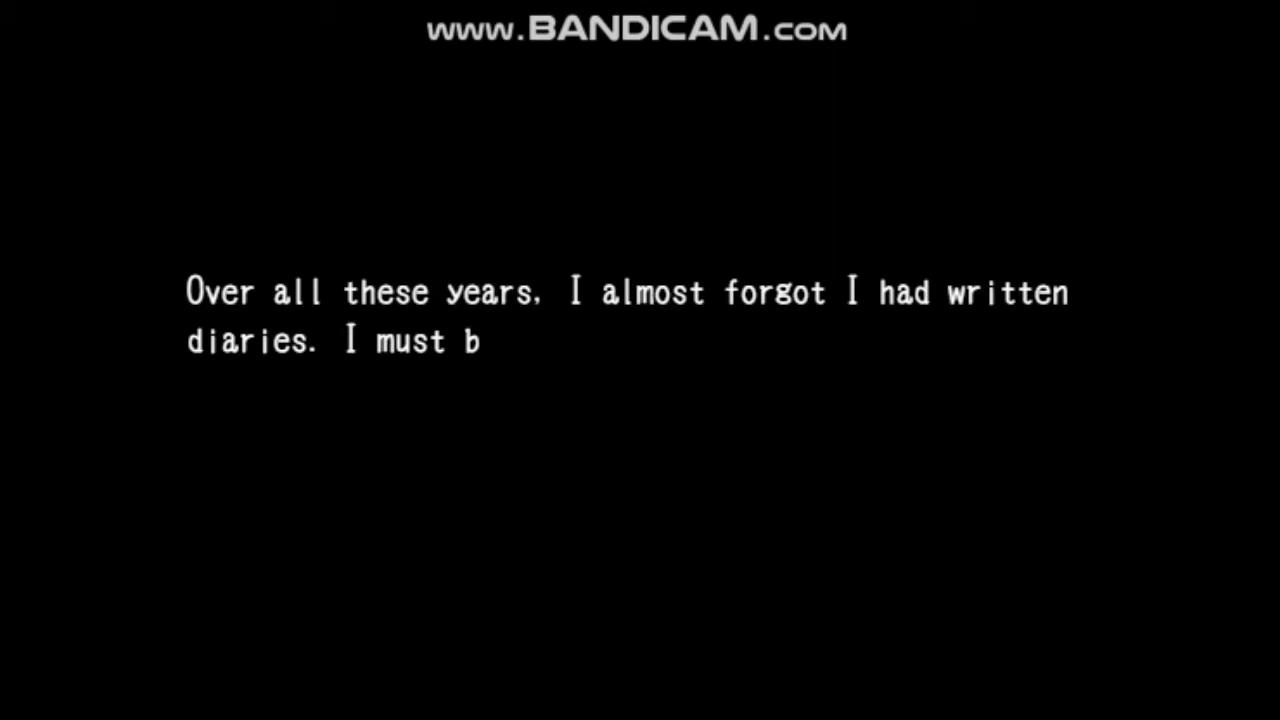 www.BANDICAM.com
Over all these years, I almost forgot I had written
diaries. I must b